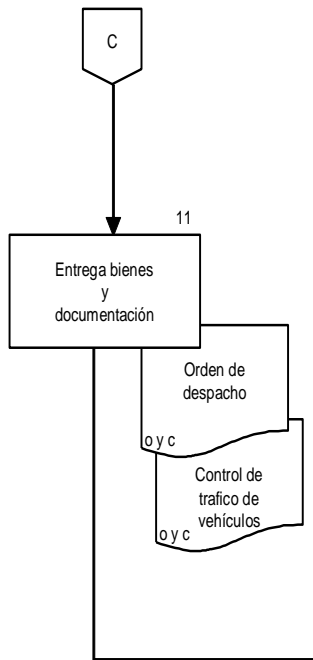 C
11
Entrega bienes
y
documentación
Orden de
despacho
o y c
Control de
trafico de
vehículos
o y c